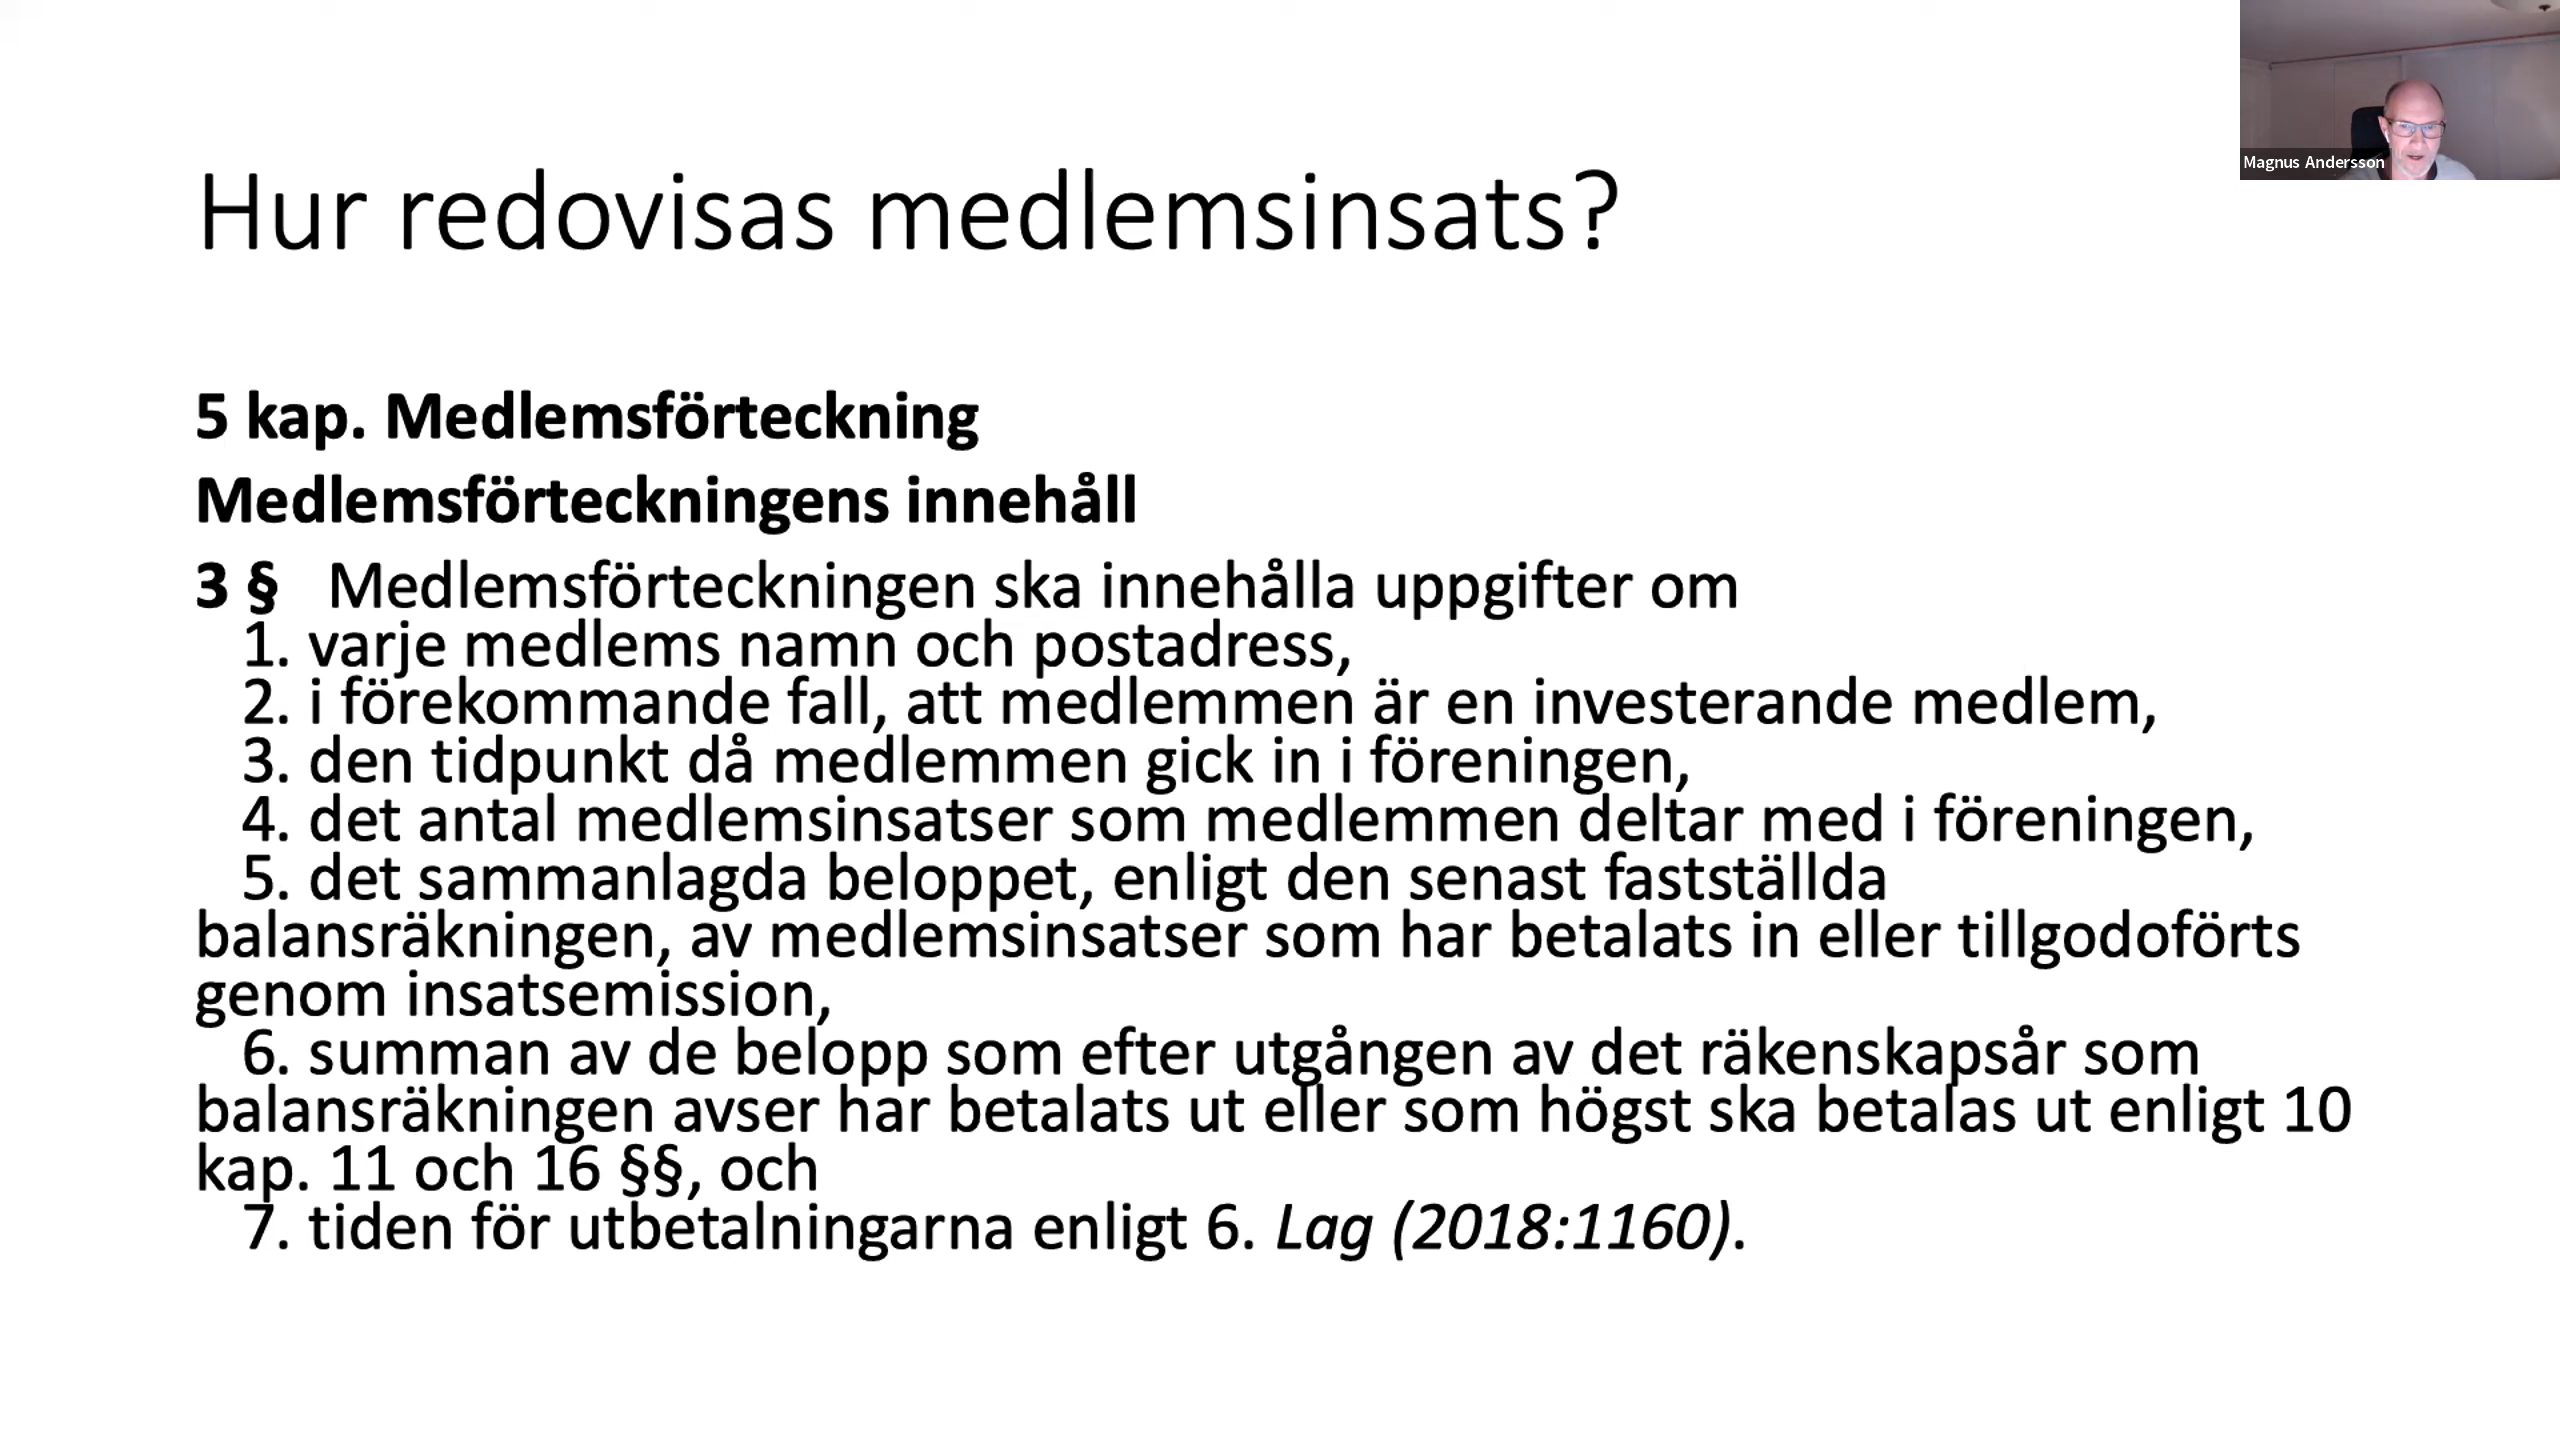 Hur redovisas medlemsinsats?
Magnus Andersson
5 kap. Medlemsförteckning
Medlemsförteckningens innehåll
3 § Medlemsförteckningen ska innehålla uppgifter om
1. varje medlems namn och postadress,
2. i förekommande fall, att medlemmen är en investerande medlem,
3. den tidpunkt då medlemmen gick in i föreningen,
4. det antal medlemsinsatser som medlemmen deltar med i föreningen,
5. det sammanlagda beloppet, enligt den senast fastställda
balansräkningen, av medlemsinsatser som har betalats in eller tillgodoförts
genom insatsemission,
6. summan av de belopp som efter utgången av det räkenskapsår som
balansräkningen avser har betalats ut eller som högst ska betalas ut enligt 10
kap. 11 och 16 §§, och
7. tiden för utbetalningarna enligt 6. Lag (2018:1160).